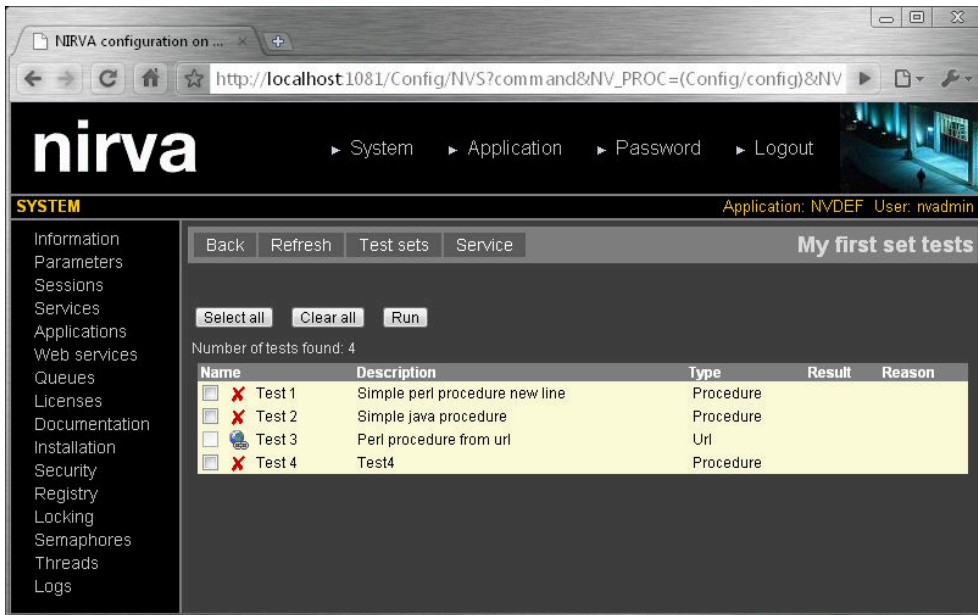 NIRVA configuration on ...
http://localhost:1081/Config/NVS?command&NV_PROC=(Config/config)&NV
nirva
System Application Password Logout
SYSTEM
Application: NVDEF User: nvadmin
Information
Parameters
Sessions
Services
Applications
Web services
Queues
Licenses
Documentation
Installation
Security
Registry
Locking
Semaphores
Threads
Logs
Back Refresh Test sets Service
My first set tests
Select all Clear all Run
Number of tests found: 4
Name Description Type Result Reason
Test 1 Simple perl procedure new line Procedure
Test 2 Simple java procedure Procedure
Test 3 Perl procedure from url Url
Test 4 Test4 Procedure